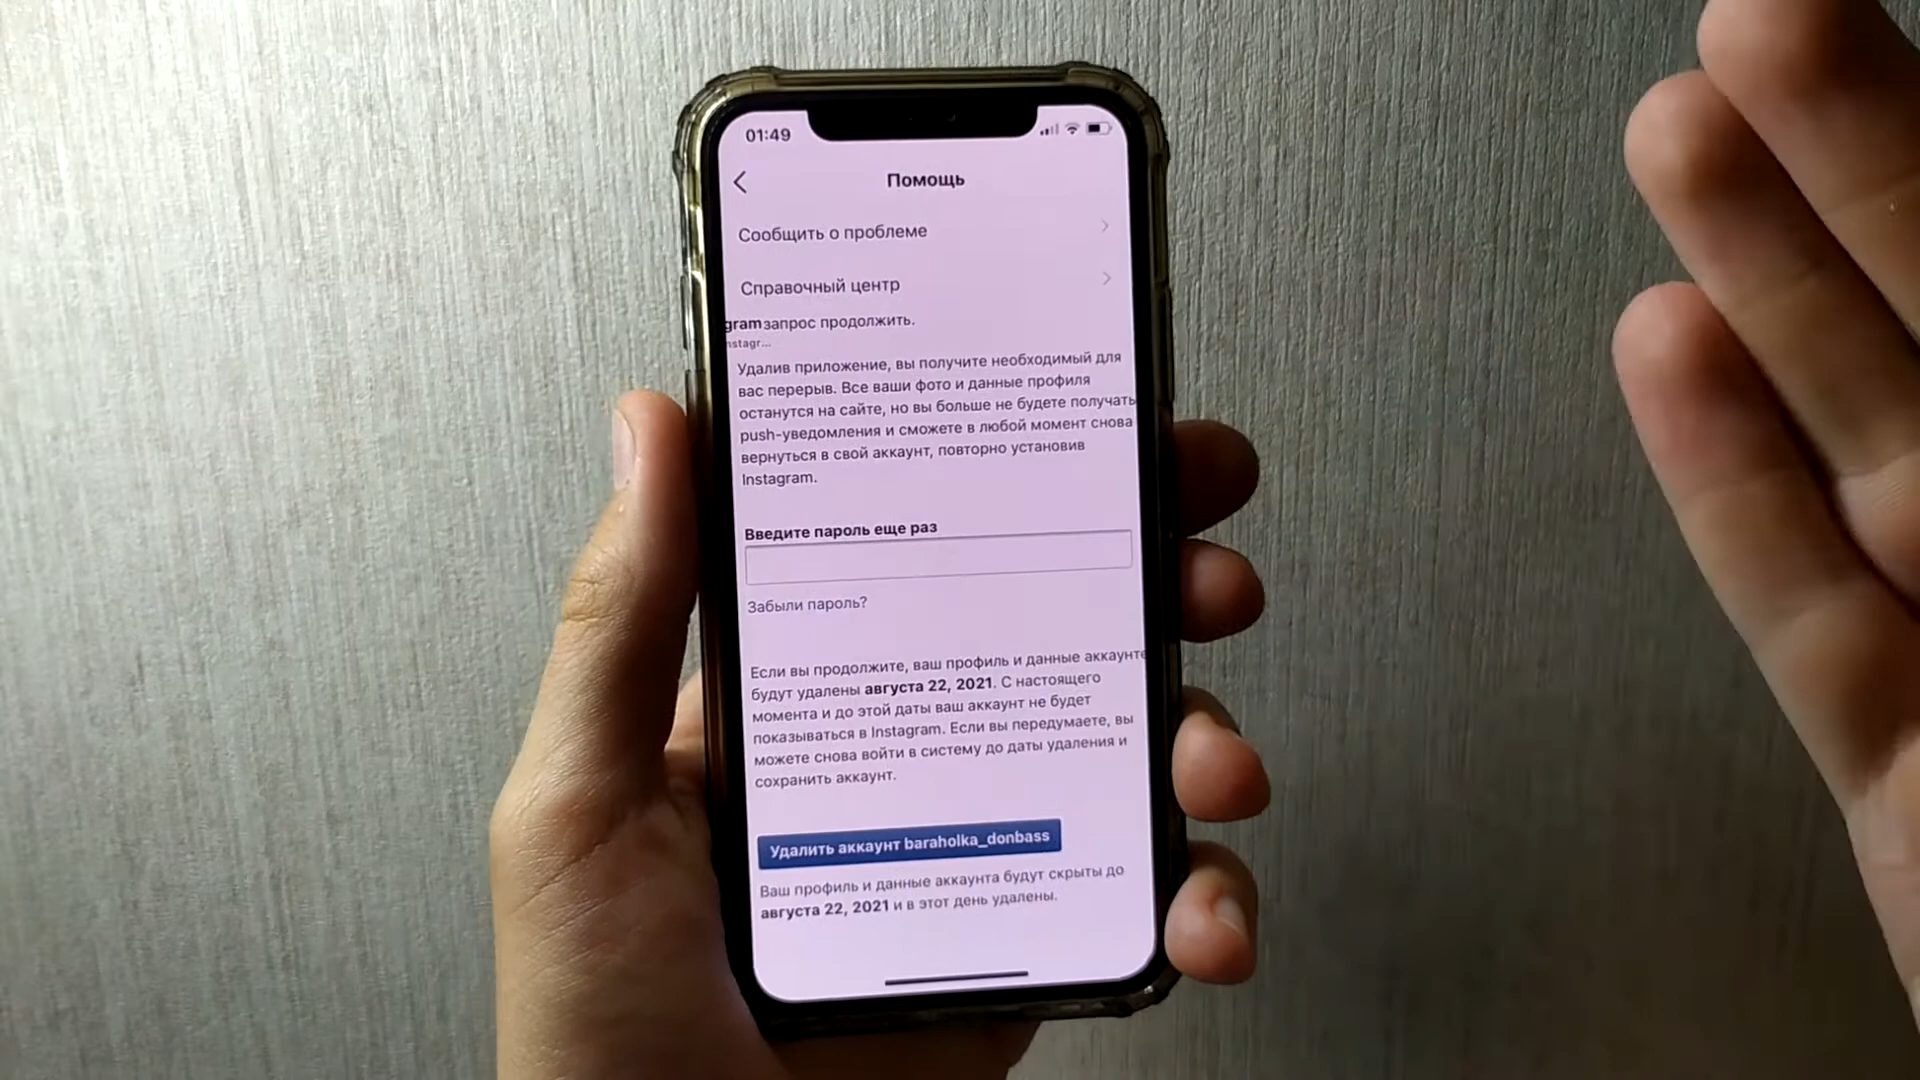 01:49
Помощь
Сообщить о проблеме
Справочный центр
gram запрос продолжить.
nstagr...
Удалив приложение, вы получите необходимый для
вас перерыв. Все ваши фото и данные профиля
останутся на сайте, но вы больше не будете получать
push-уведомления и сможете в любой момент снова
вернуться в свой аккаунт, повторно установив
Instagram.
Введите пароль еще раз
Забыли пароль?
Если вы продолжите, ваш профиль и данные аккаунте
будут удалены августа 22, 2021. С настоящего
момента и до этой даты ваш аккаунт не будет
показываться в Instagram. Если вы передумаете, вы
можете снова войти в систему до даты удаления и
сохранить аккаунт.
Удалить аккаунт baraholka_donbass
Ваш профиль и данные аккаунта будут скрыты до
августа 22, 2021 и в этот день удалены.